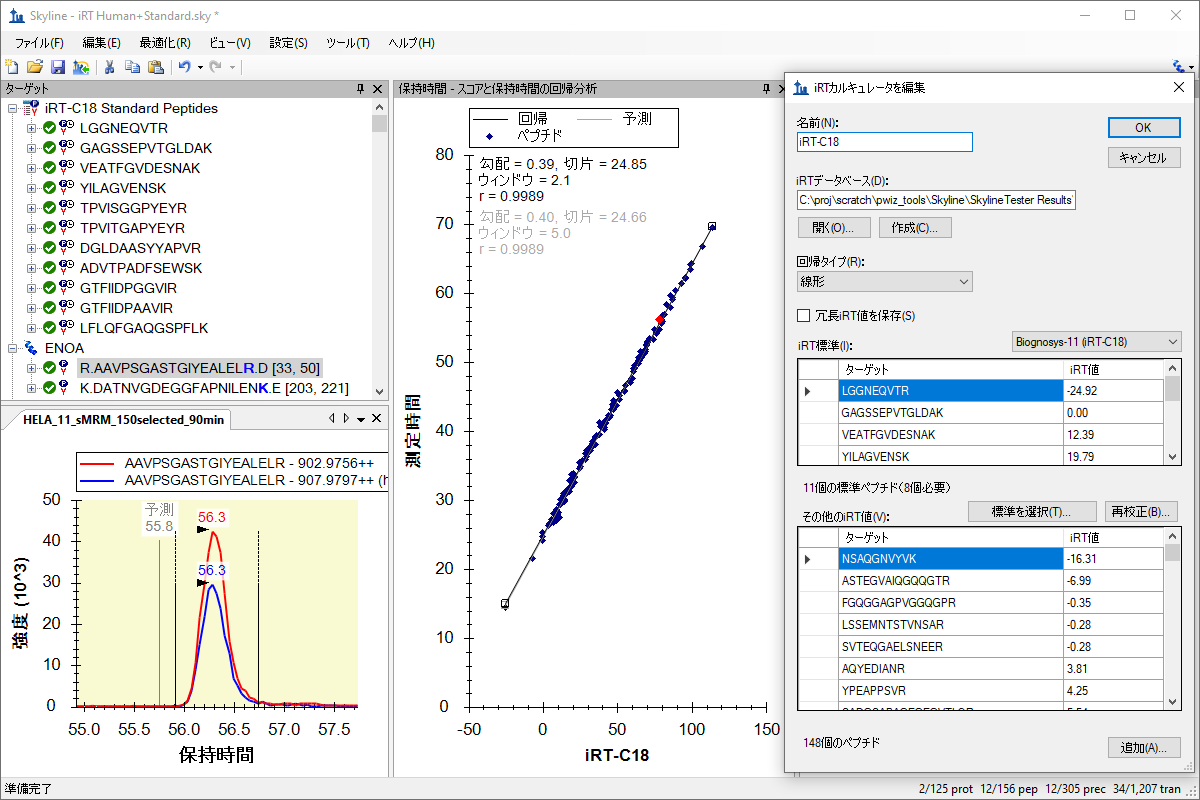 Skyline - iRT Human+Standard.sky *
ファイル(F) 編集(E) 最適化(R) ビュー(V) 設定(S) ツール(T) ヘルプ(H)
ターゲット
iRT-C18 Standard Peptides
LGGNEQVTR
GAGSSEPVTGLDAK
VEATFGVDESNAK
YILAGVENSK
TPVISGGPYEYR
TPVITGAPYEYR
DGLDAASYYAPVR
ADVTPADFSEWSK
GTFIIDPGGVIR
GTFIIDPAAVIR
LFLQFGAQGSPFLK
ENOA
R.AAVPSGASTGIYEALELR.D [33, 50]
K.DATNVGDEGGFAPNILENK.E [203, 221]
HELA_11_sMRM_150selected_90min
AAVPSGASTGIYEALELR - 902.9756++
AAVPSGASTGIYEALELR - 907.9797++ (h
予測
55.8
56.3
56.3
50
40
30
20
10
0
強度 (10^3)
55.0 55.5 56.0 56.5 57.0 57.5
保持時間
保持時間 - スコアと保持時間の回帰分析
回帰 予測
ペプチド
勾配 = 0.39, 切片 = 24.85
ウィンドウ = 2.1
r = 0.9989
勾配 = 0.40, 切片 = 24.66
ウィンドウ = 5.0
r = 0.9989
80
70
60
50
40
30
20
10
0
測定時間
-50 0 50 100 150
iRT-C18
iRTカルキュレータを編集
名前(N):
iRT-C18
OK
キャンセル
iRTデータベース(D):
C:\proj\scratch\pwiz_tools\Skyline\SkylineTester Results\
開く(O)... 作成(C)...
回帰タイプ(R):
線形
冗長iRT値を保存(S)
iRT標準(I):
Biognosys-11 (iRT-C18)
ターゲット iRT値
LGGNEQVTR -24.92
GAGSSEPVTGLDAK 0.00
VEATFGVDESNAK 12.39
YILAGVENSK 19.79
11個の標準ペプチド(8個必要)
標準を選択(T)... 再校正(B)...
その他のiRT値(V):
ターゲット iRT値
NSAQGNVYVK -16.31
ASTEGVAIQGQQGTR -6.99
FGQGGAGPVGGQGPR -0.35
LSSEMNTSTVNSAR -0.28
SVTEQGAELSNEER -0.28
AQYEDIANR 3.81
YPEAPPSVR 4.25
148個のペプチド
追加(A)...
準備完了
2/125 prot 12/156 pep 12/305 prec 34/1,207 tran